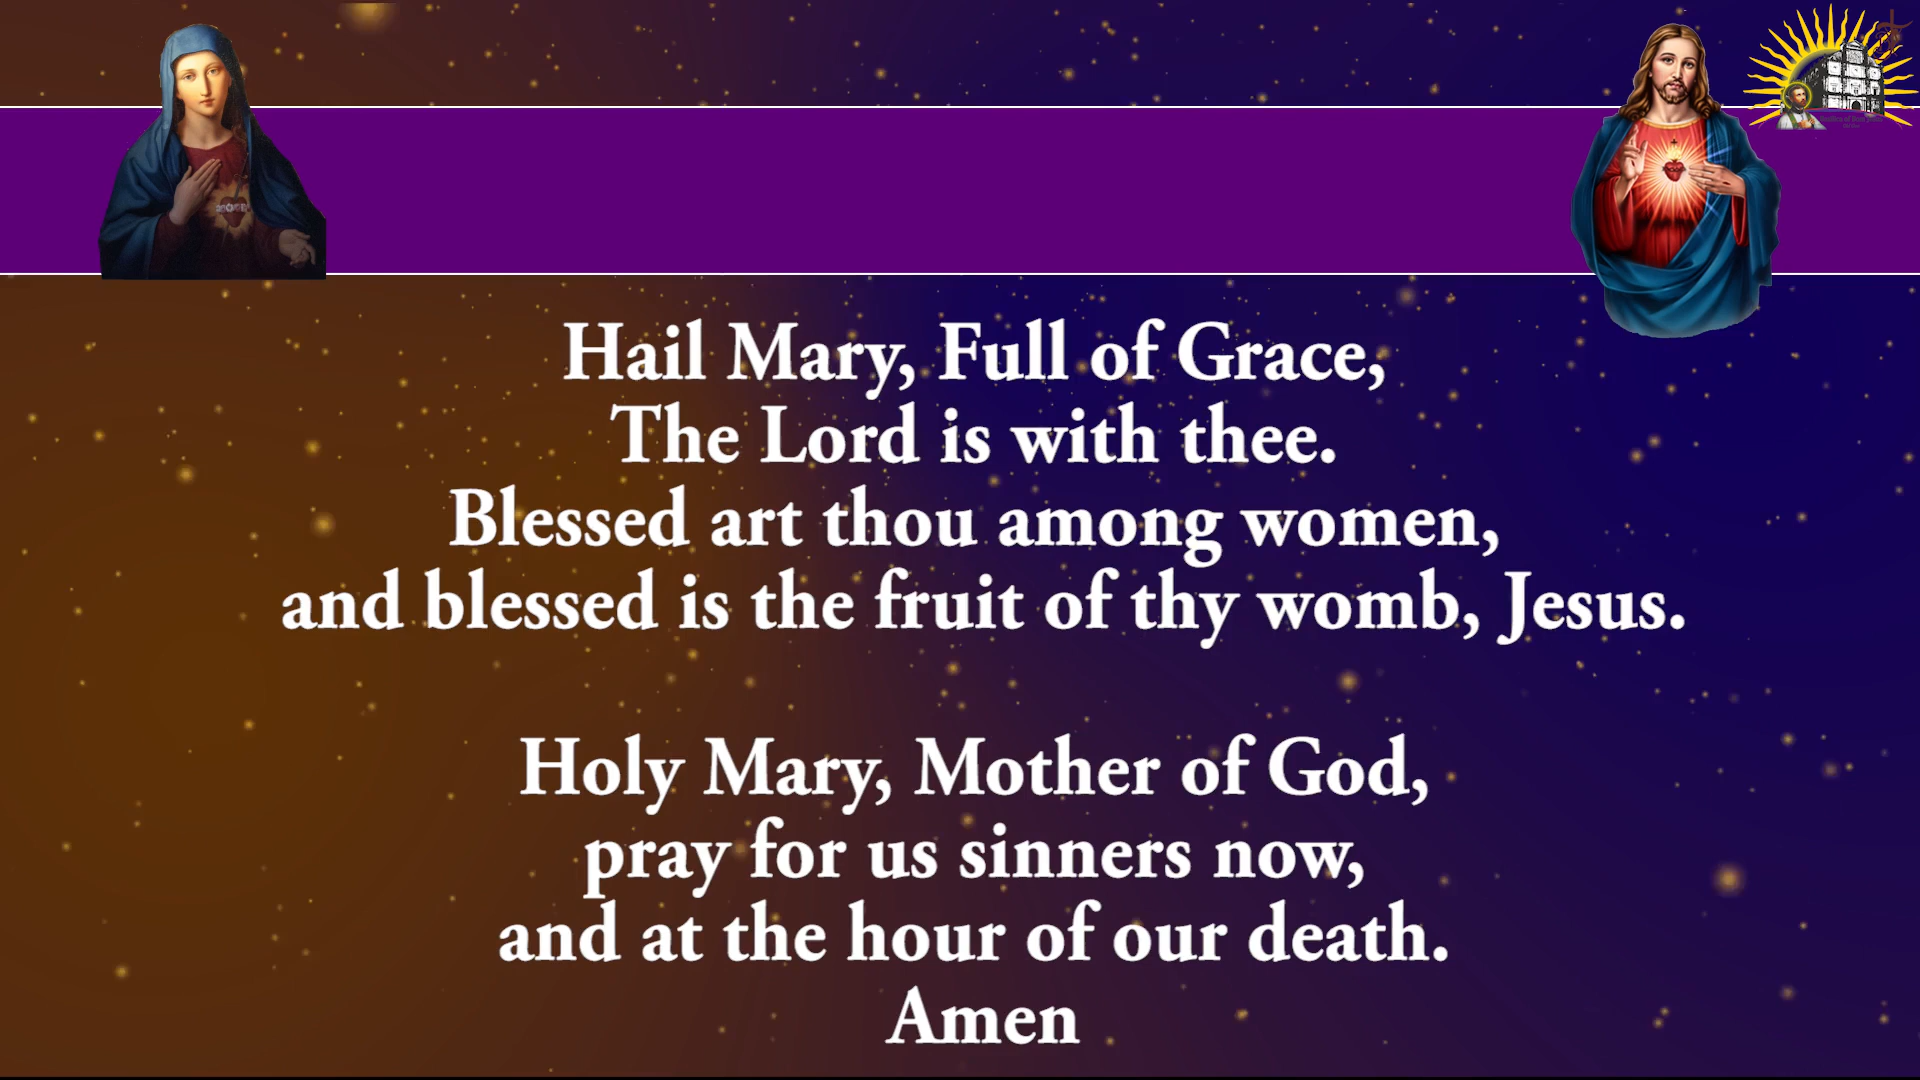 Hail Mary, Full of Grace,
The Lord is with thee.
Blessed art thou among women,
and blessed is the fruit of thy womb, Jesus.
Holy Mary, Mother of God,
pray for us sinners now,
and at the hour of our death.
Amen